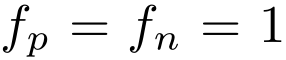 f_p = f_n = 1